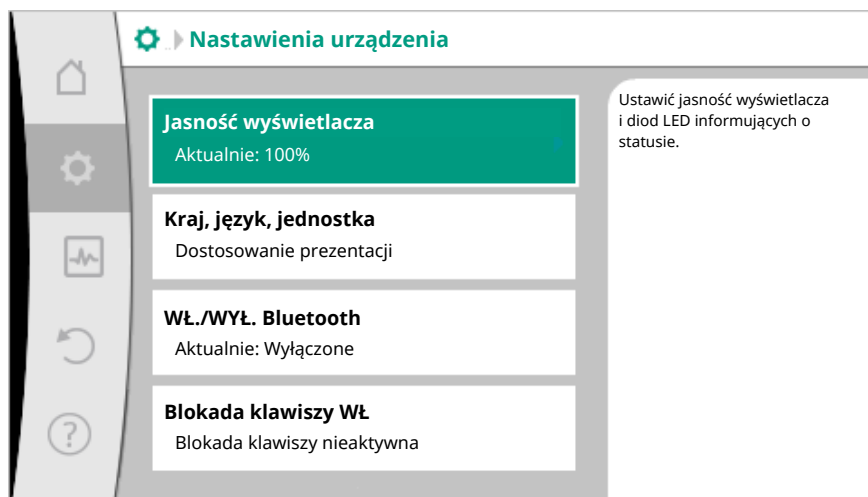 Nastawienia urządzenia
Jasność wyświetlacza
Aktualnie: 100%
Kraj, język, jednostka
Dostosowanie prezentacji
WŁ./WYŁ. Bluetooth
Aktualnie: Wyłączone
Blokada klawiszy WŁ
Blokada klawiszy nieaktywna
Ustawić jasność wyświetlacza
i diod LED informujących o
statusie.
?